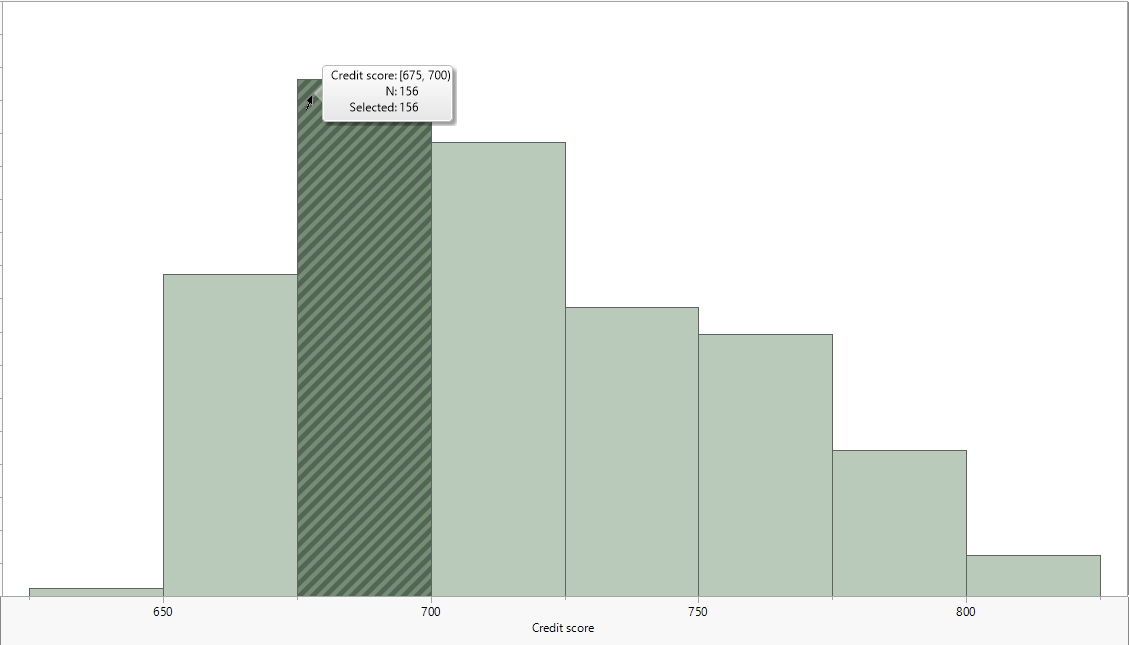 Credit score: [675, 700)
N: 156
Selected: 156
650 700 750 800
Credit score